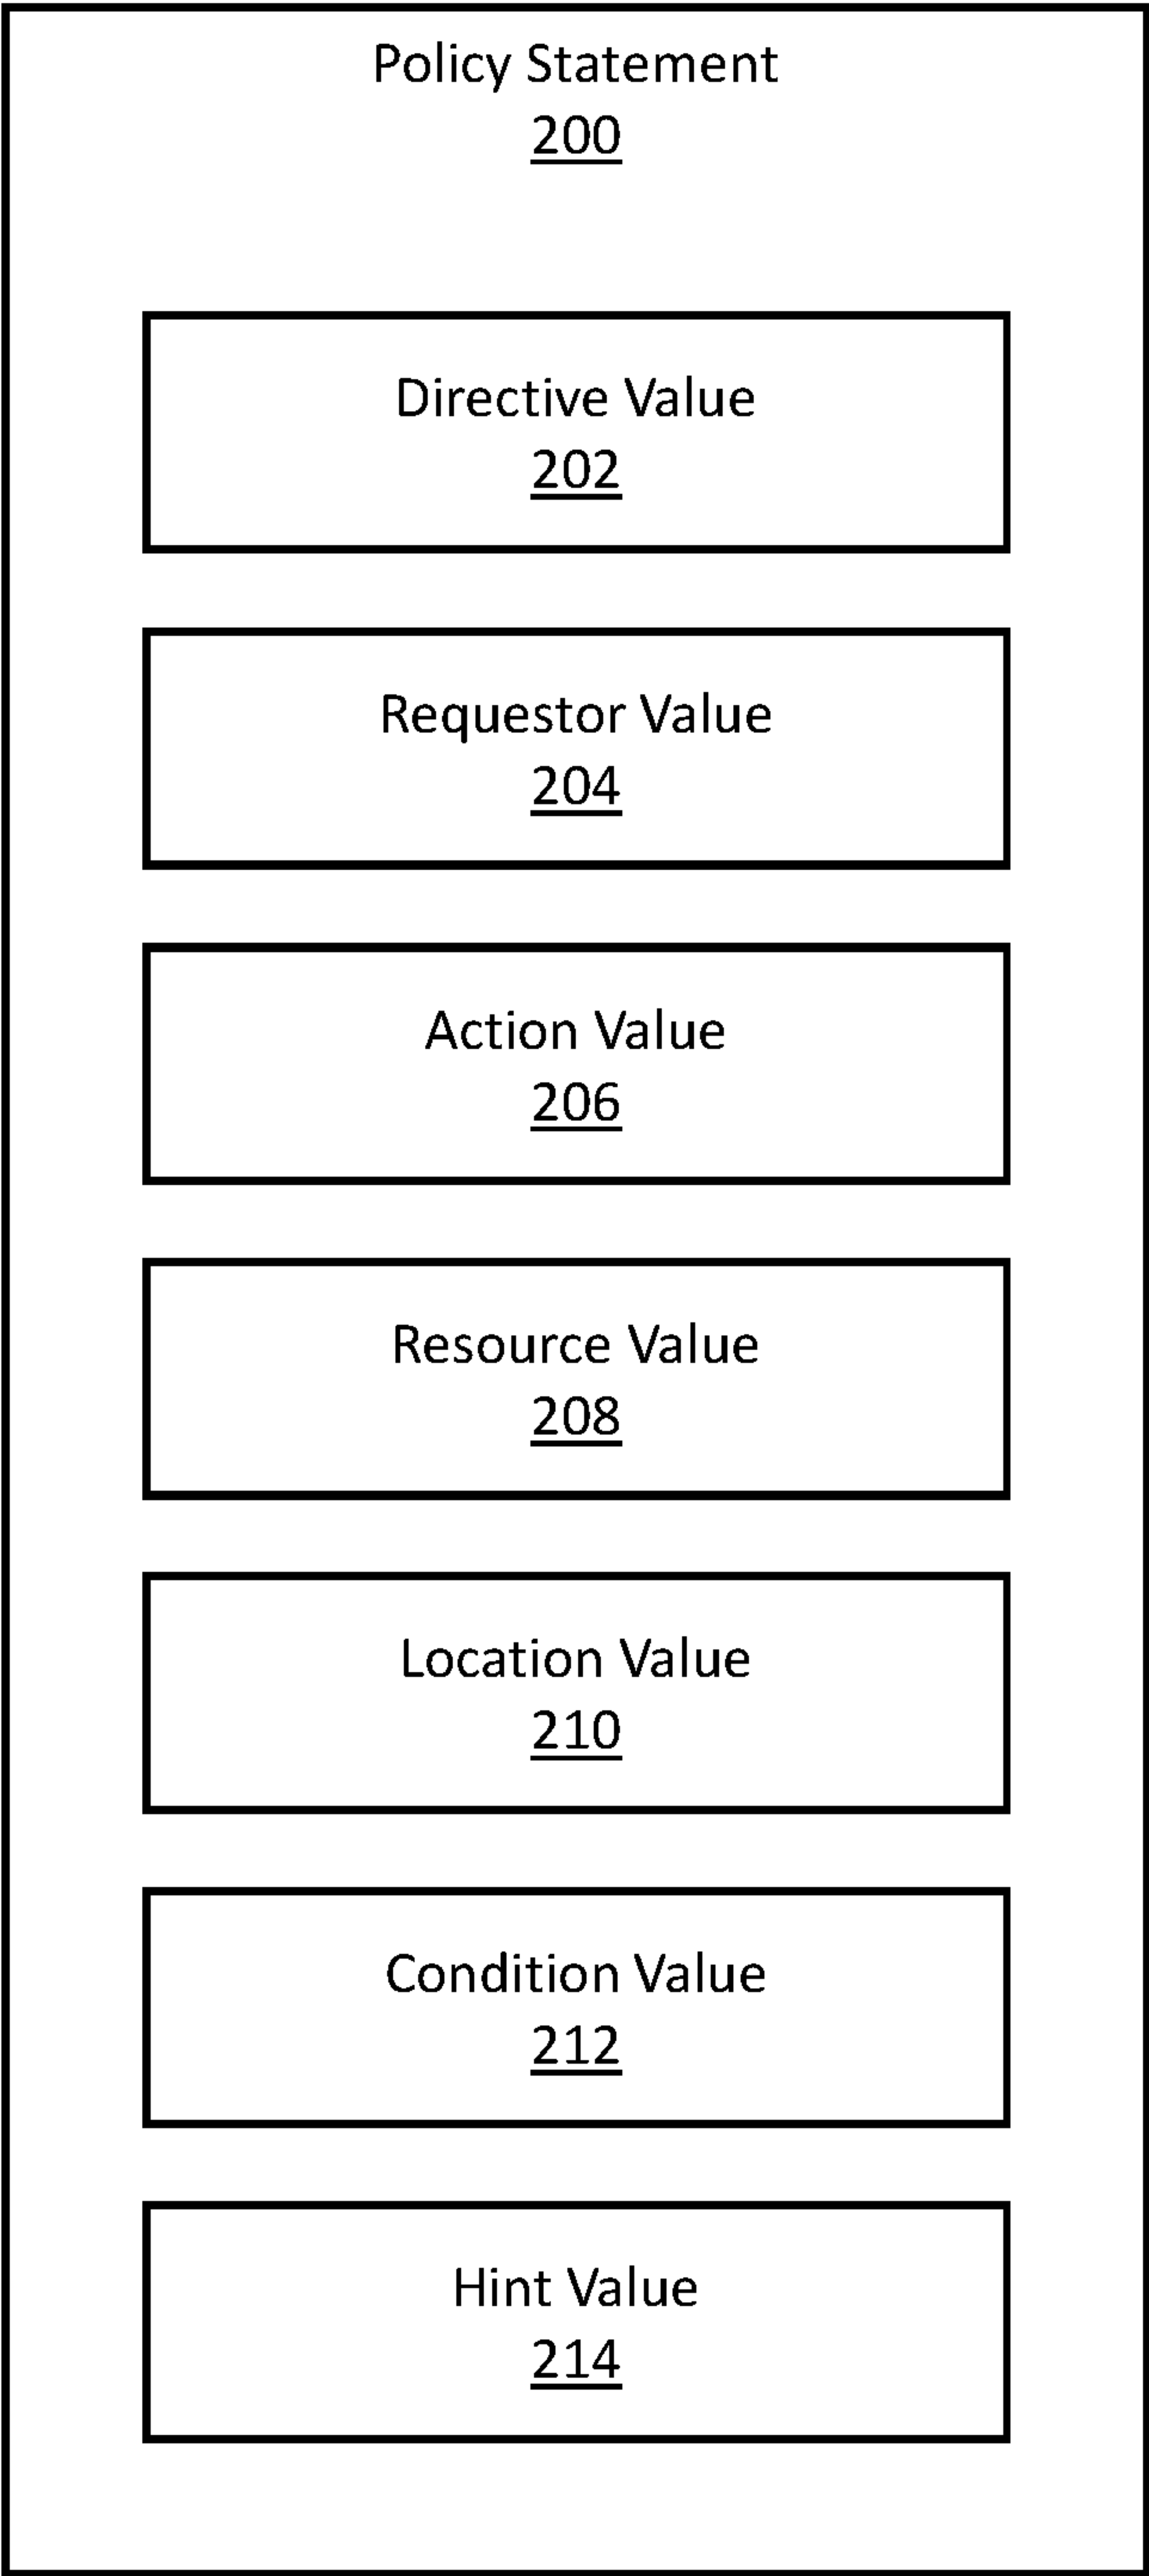 Policy Statement
200
Directive Value
202
Requestor Value
204
Action Value
206
Resource Value
208
Location Value
210
Condition Value
212
Hint Value
214